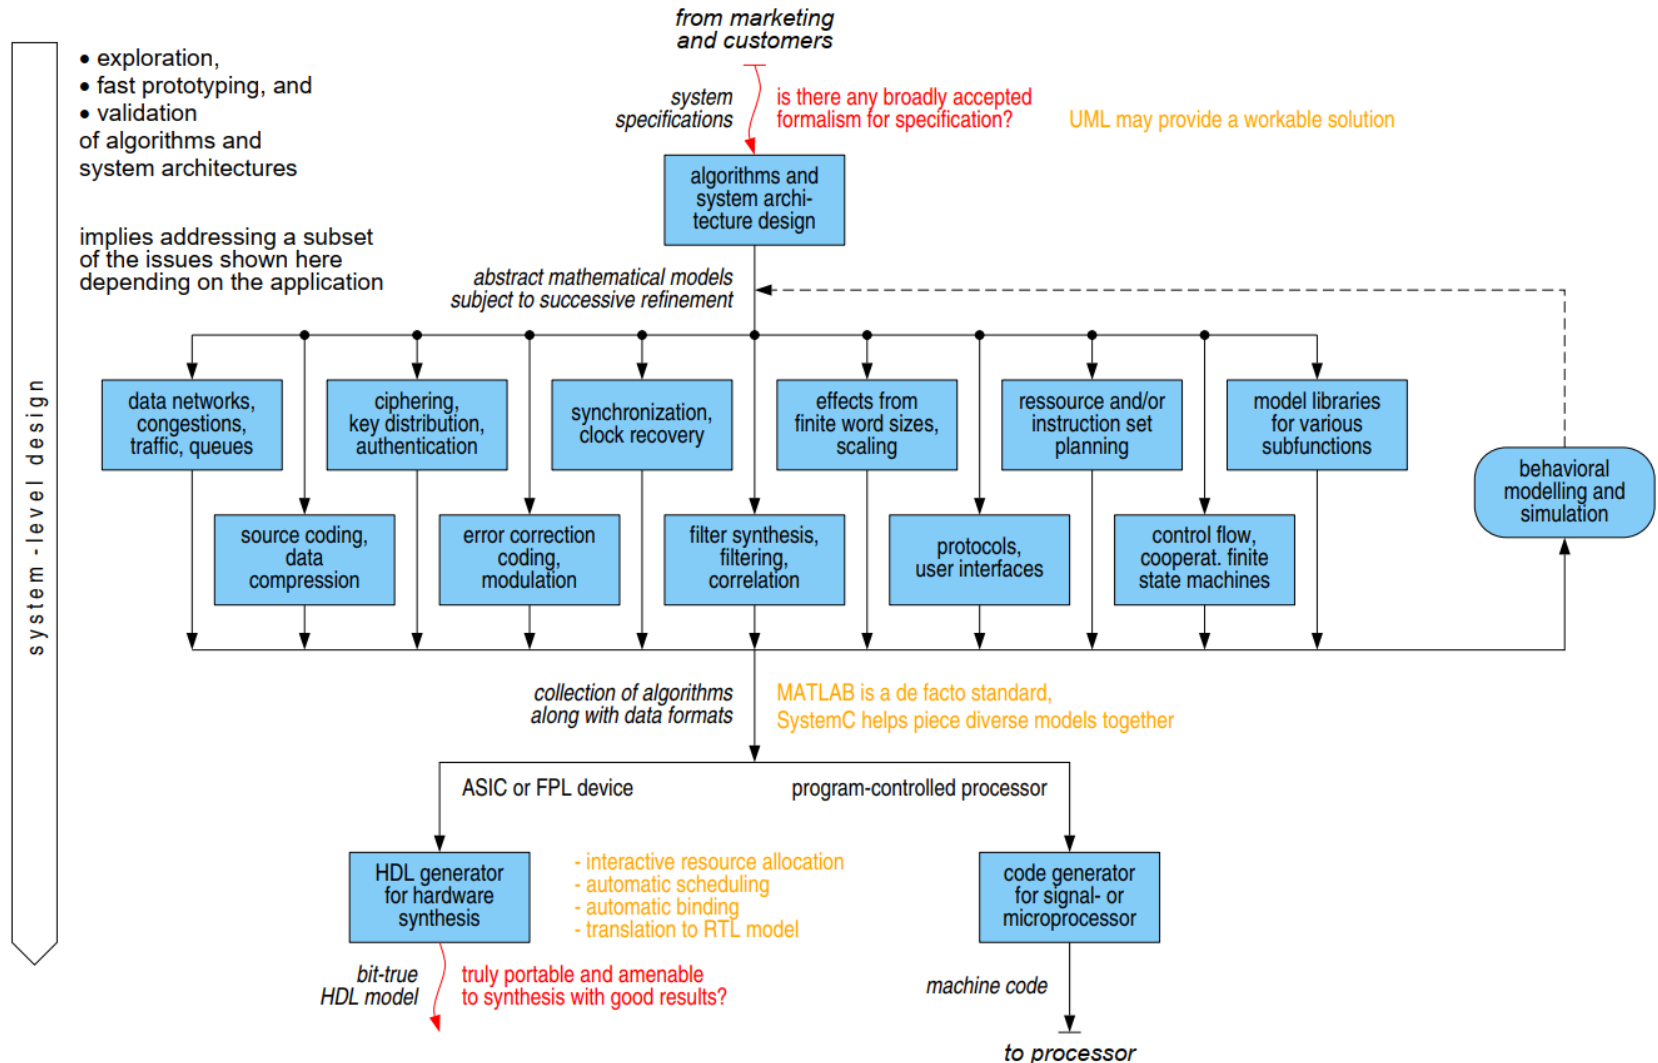 from marketing
and customers
• exploration,
• fast prototyping, and
• validation
of algorithms and
system architectures
system
specifications
is there any broadly accepted
formalism for specification?
UML may provide a workable solution
algorithms and
system archi-
tecture design
implies addressing a subset
of the issues shown here
depending on the application
abstract mathematical models
subject to successive refinement
system-level design
data networks,
congestions,
traffic, queues
ciphering,
key distribution,
authentication
synchronization,
clock recovery
effects from
finite word sizes,
scaling
ressource and/or
instruction set
planning
model libraries
for various
subfunctions
behavioral
modelling and
simulation
source coding,
data
compression
error correction
coding,
modulation
filter synthesis,
filtering,
correlation
protocols,
user interfaces
control flow,
cooperat. finite
state machines
collection of algorithms
along with data formats
MATLAB is a de facto standard,
SystemC helps piece diverse models together
ASIC or FPL device
program-controlled processor
HDL generator
for hardware
synthesis
- interactive resource allocation
- automatic scheduling
- automatic binding
- translation to RTL model
code generator
for signal- or
microprocessor
bit-true
HDL model
truly portable and amenable
to synthesis with good results?
machine code
to processor